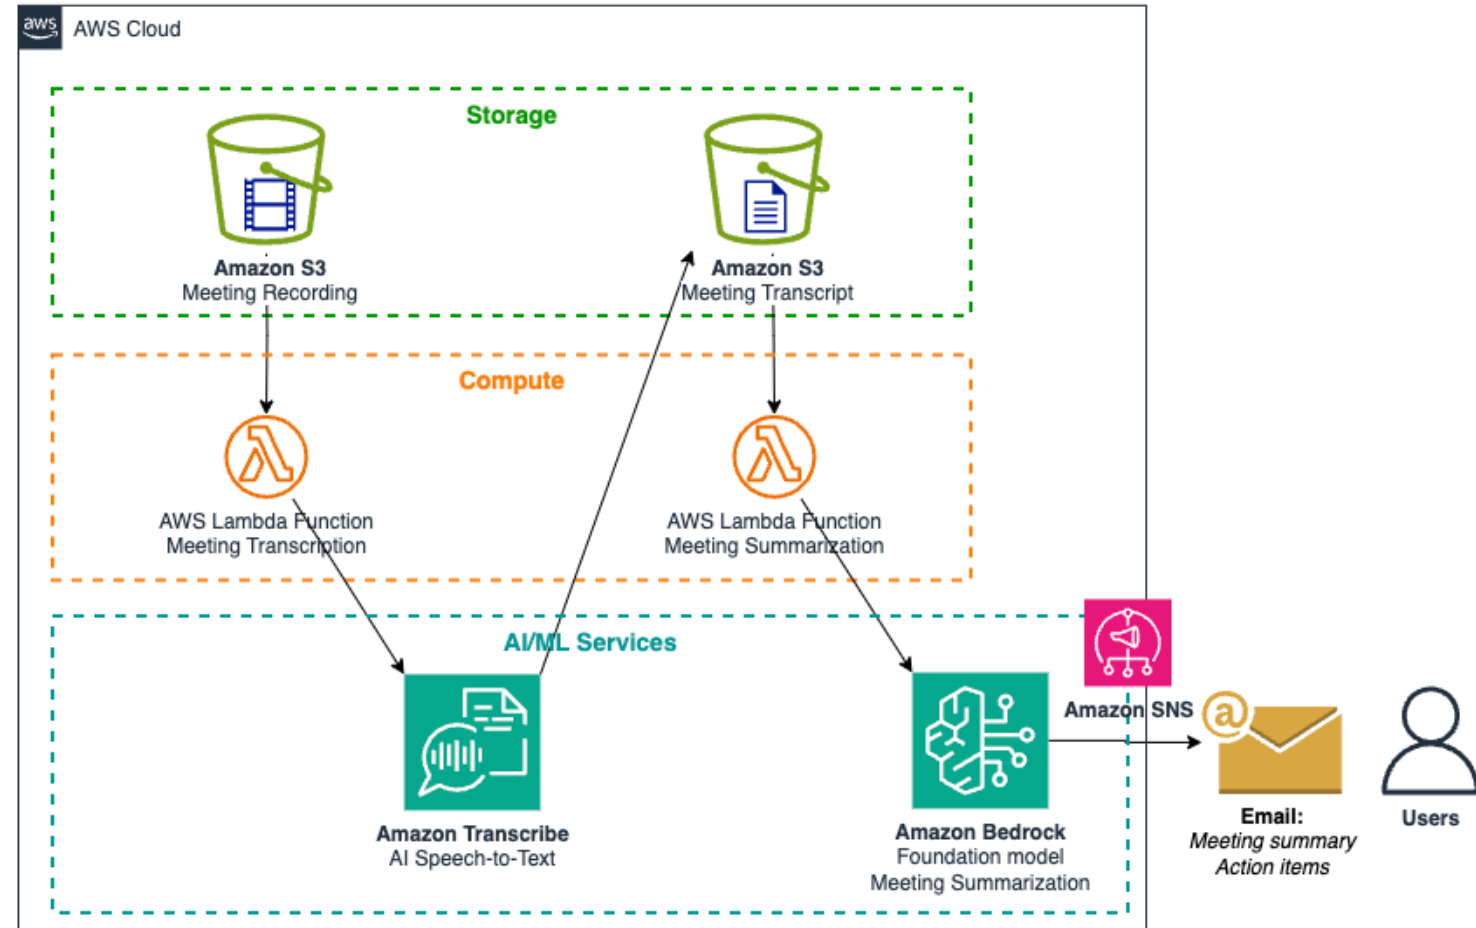 aws
AWS Cloud
Storage
Amazon S3
Meeting Recording
Amazon S3
Meeting Transcript
Compute
AWS Lambda Function
Meeting Transcription
AWS Lambda Function
Meeting Summarization
AI/ML Services
Amazon Transcribe
AI Speech-to-Text
Amazon Bedrock
Foundation model
Meeting Summarization
Amazon SNS
@
Email:
Meeting summary
Action items
Users